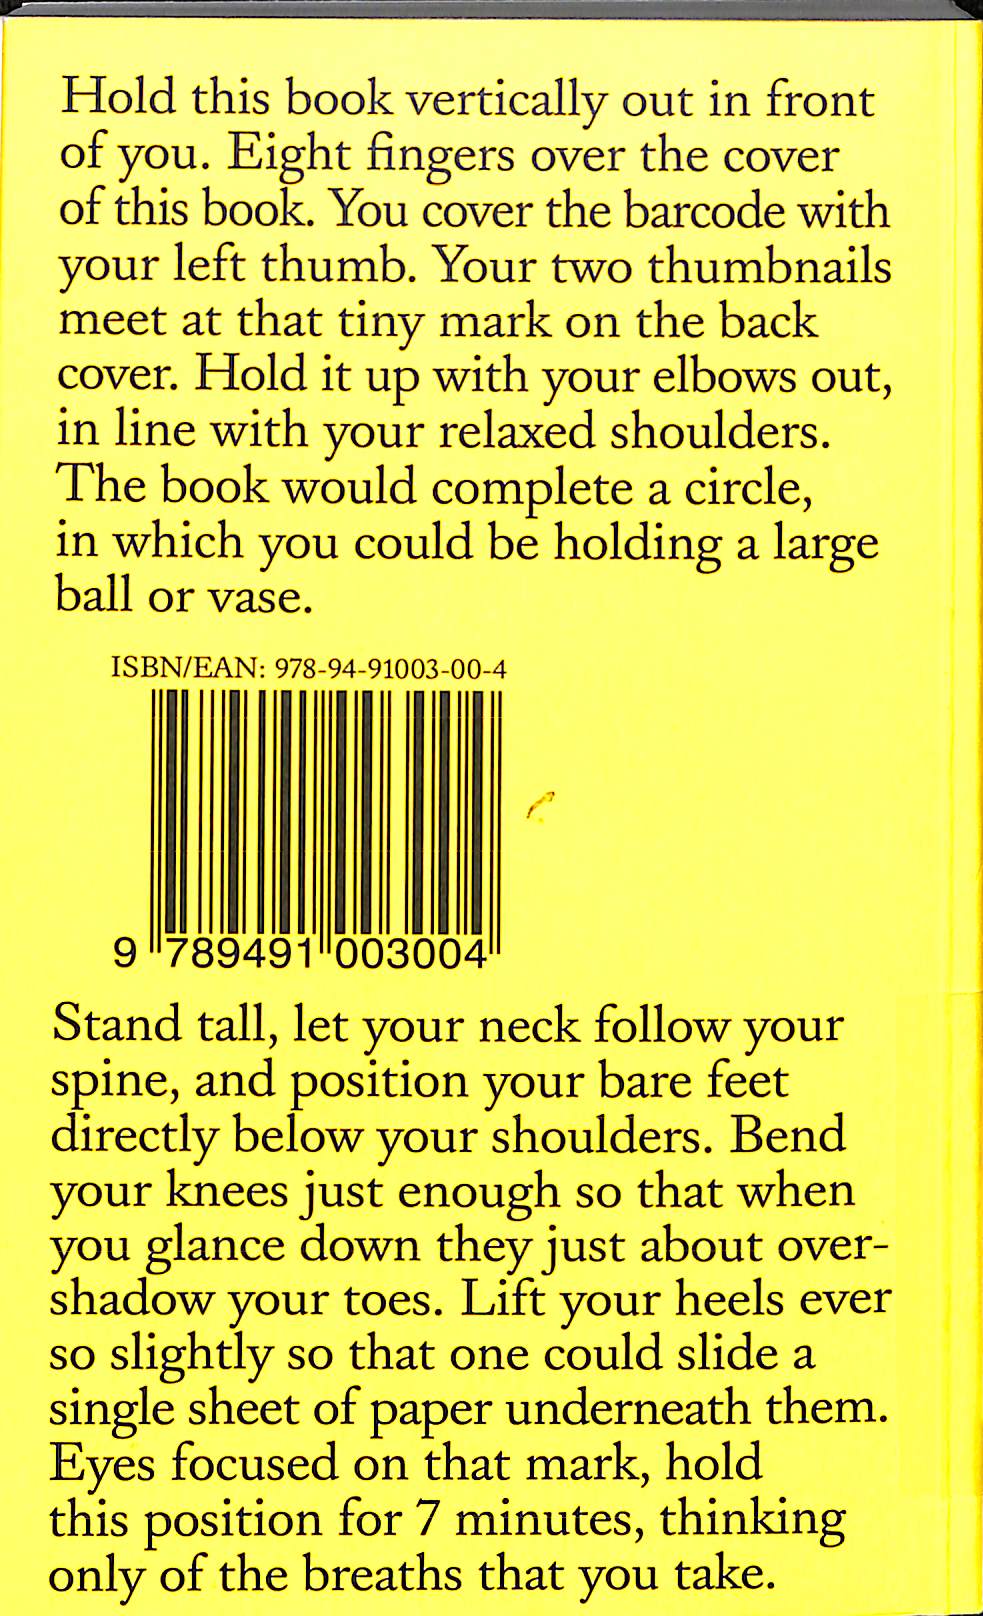 Hold this book vertically out in front
of you. Eight fingers over the cover
of this book. You cover the barcode with
your left thumb. Your two thumbnails
meet at that tiny mark on the back
cover. Hold it up with your elbows out,
in line with your relaxed shoulders.
The book would complete a circle,
in which you could be holding a large
ball or vase.
ISBN/EAN: 978-94-91003-00-4
9 789491 003004
Stand tall, let your neck follow your
spine, and position your bare feet
directly below your shoulders. Bend
your knees just enough so that when
you glance down they just about over-
shadow your toes. Lift your heels ever
so slightly so that one could slide a
single sheet of paper underneath them.
Eyes focused on that mark, hold
this position for 7 minutes, thinking
only of the breaths that you take.